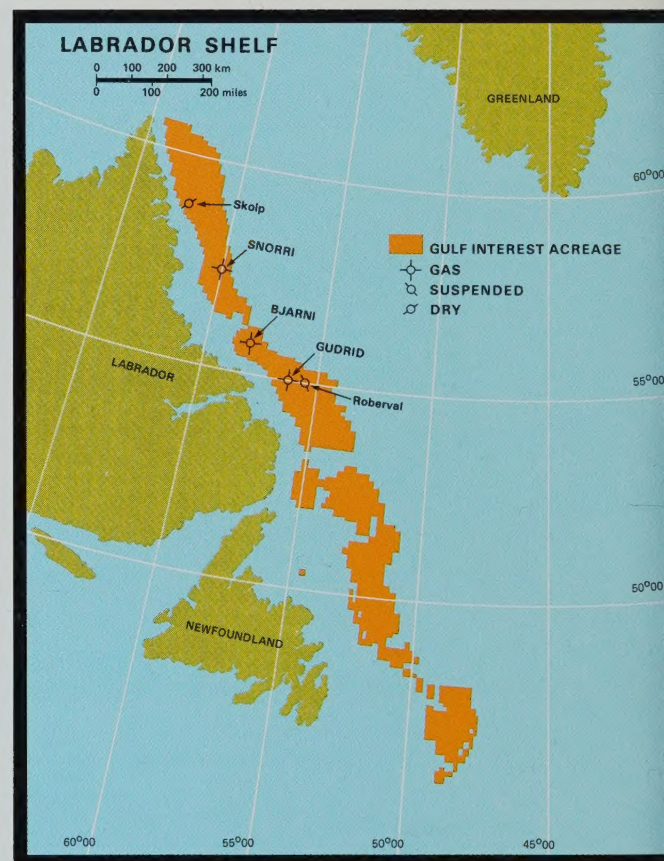 LABRADOR SHELF
0 100 200 300 km
0 100 200 miles
GREENLAND
60°00
Skolp
SNORRI
GULF INTEREST ACREAGE
GAS
SUSPENDED
DRY
BJARNI
GUDRID
LABRADOR
55°00
Roberval
50°00
NEWFOUNDLAND
60°00
55°00
50°00
45°00